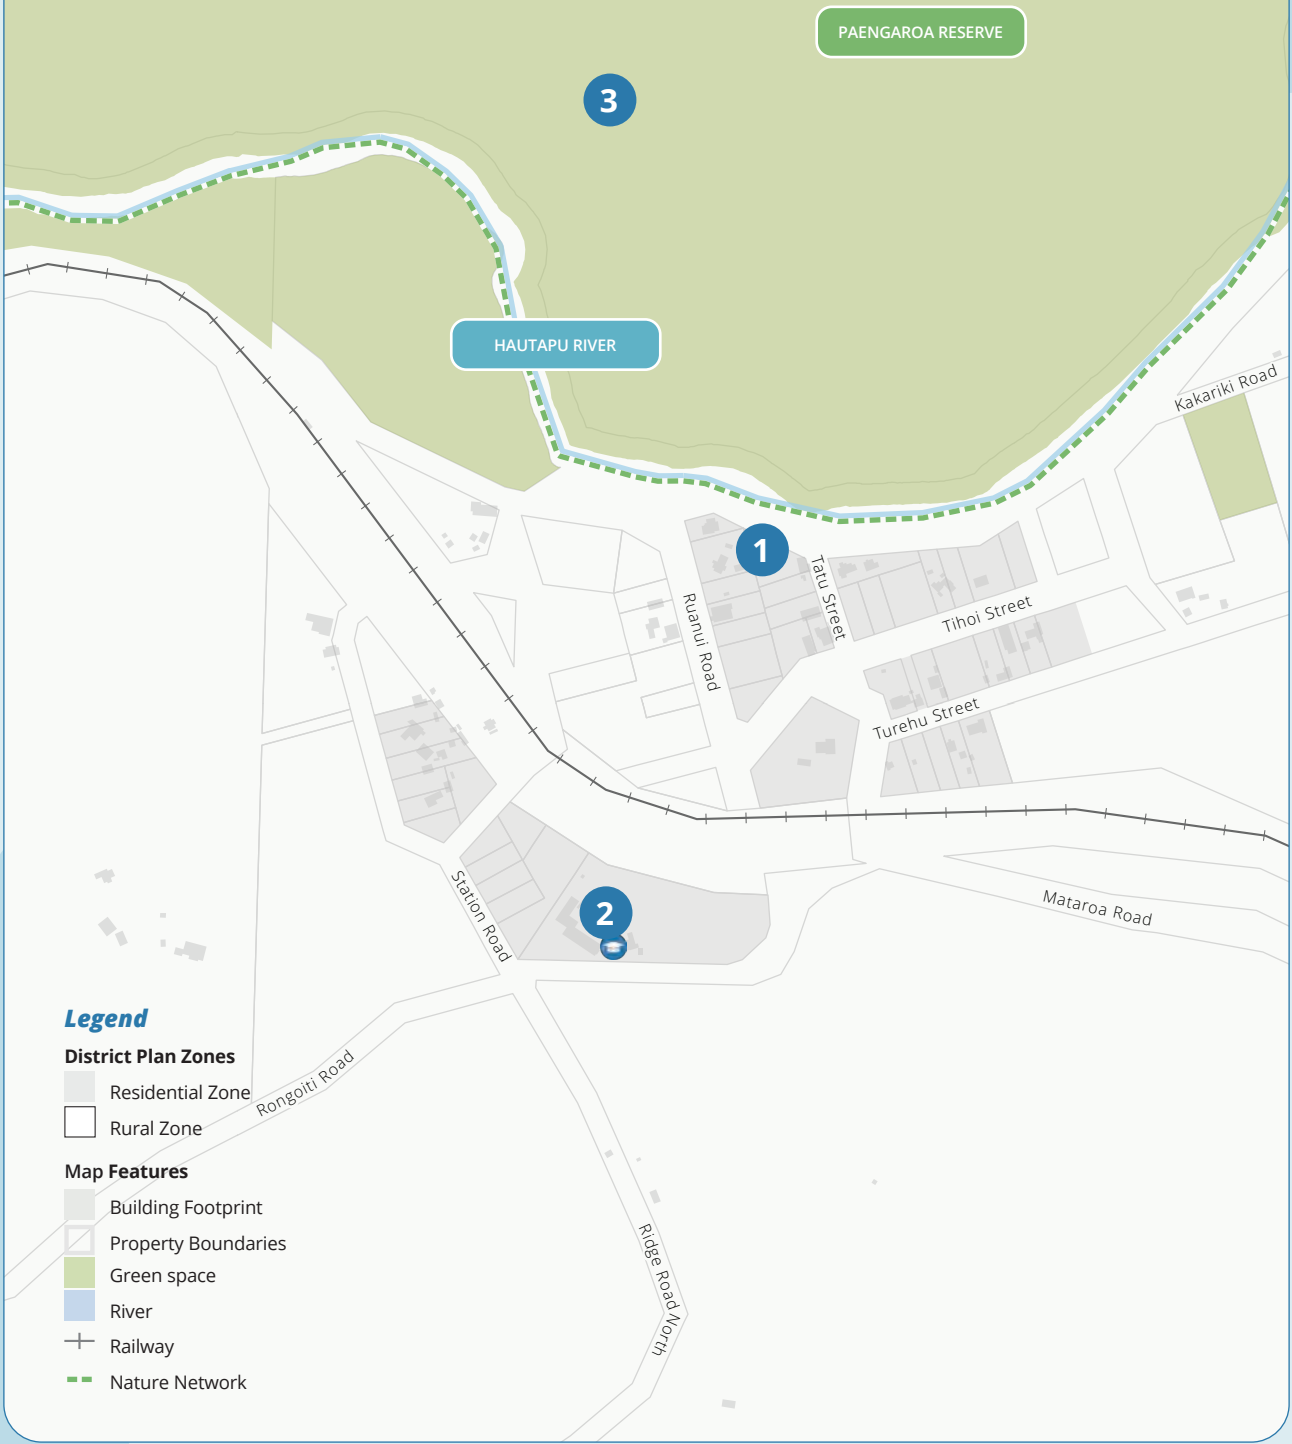 PAENGAROA RESERVE
3
HAUTAPU RIVER
Kakariki Road
1
Tatu Street
Ruanui Road
Tihoi Street
Turehu Street
Station Road
2
Mataroa Road
Rongoiti Road
Ridge Road North
Legend
District Plan Zones
Residential Zone
Rural Zone
Map Features
Building Footprint
Property Boundaries
Green space
River
Railway
Nature Network